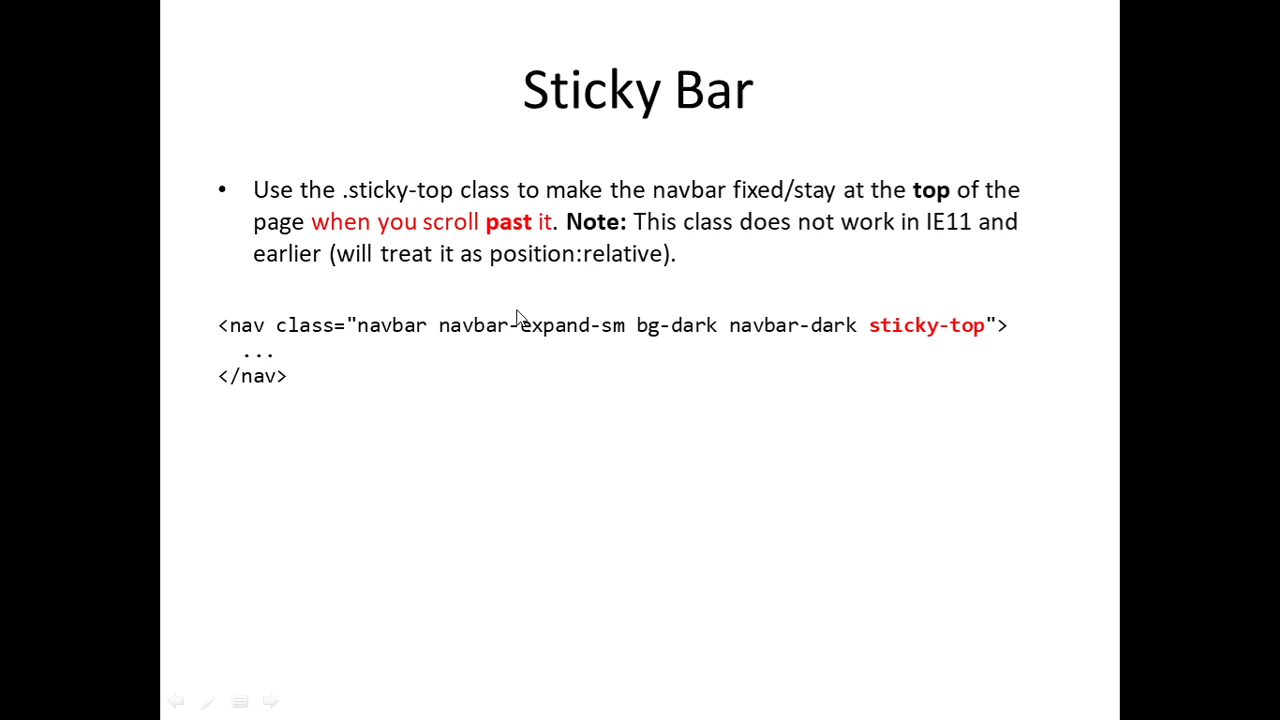 Sticky Bar
• Use the .sticky-top class to make the navbar fixed/stay at the top of the
page when you scroll past it. Note: This class does not work in IE11 and
earlier (will treat it as position:relative).
<nav class="navbar navbar-expand-sm bg-dark navbar-dark sticky-top">
...
</nav>